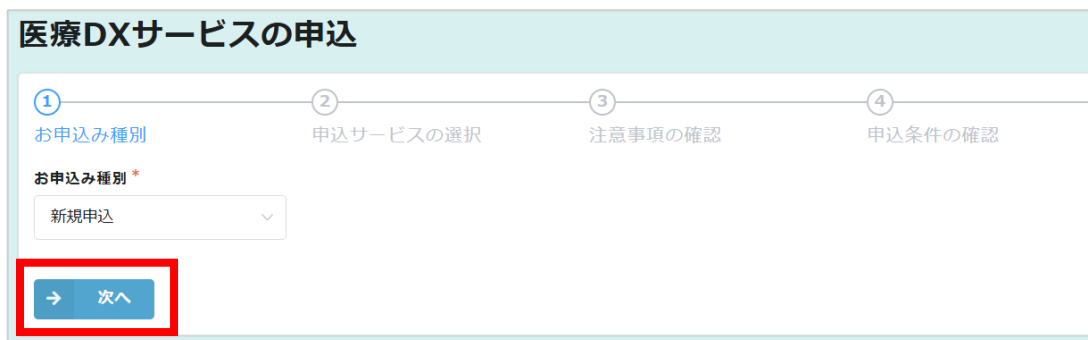 医療DXサービスの申込
1 2 3 4
お申込み種別 申込サービスの選択 注意事項の確認 申込条件の確認
お申込み種別 *
新規申込
→ 次へ